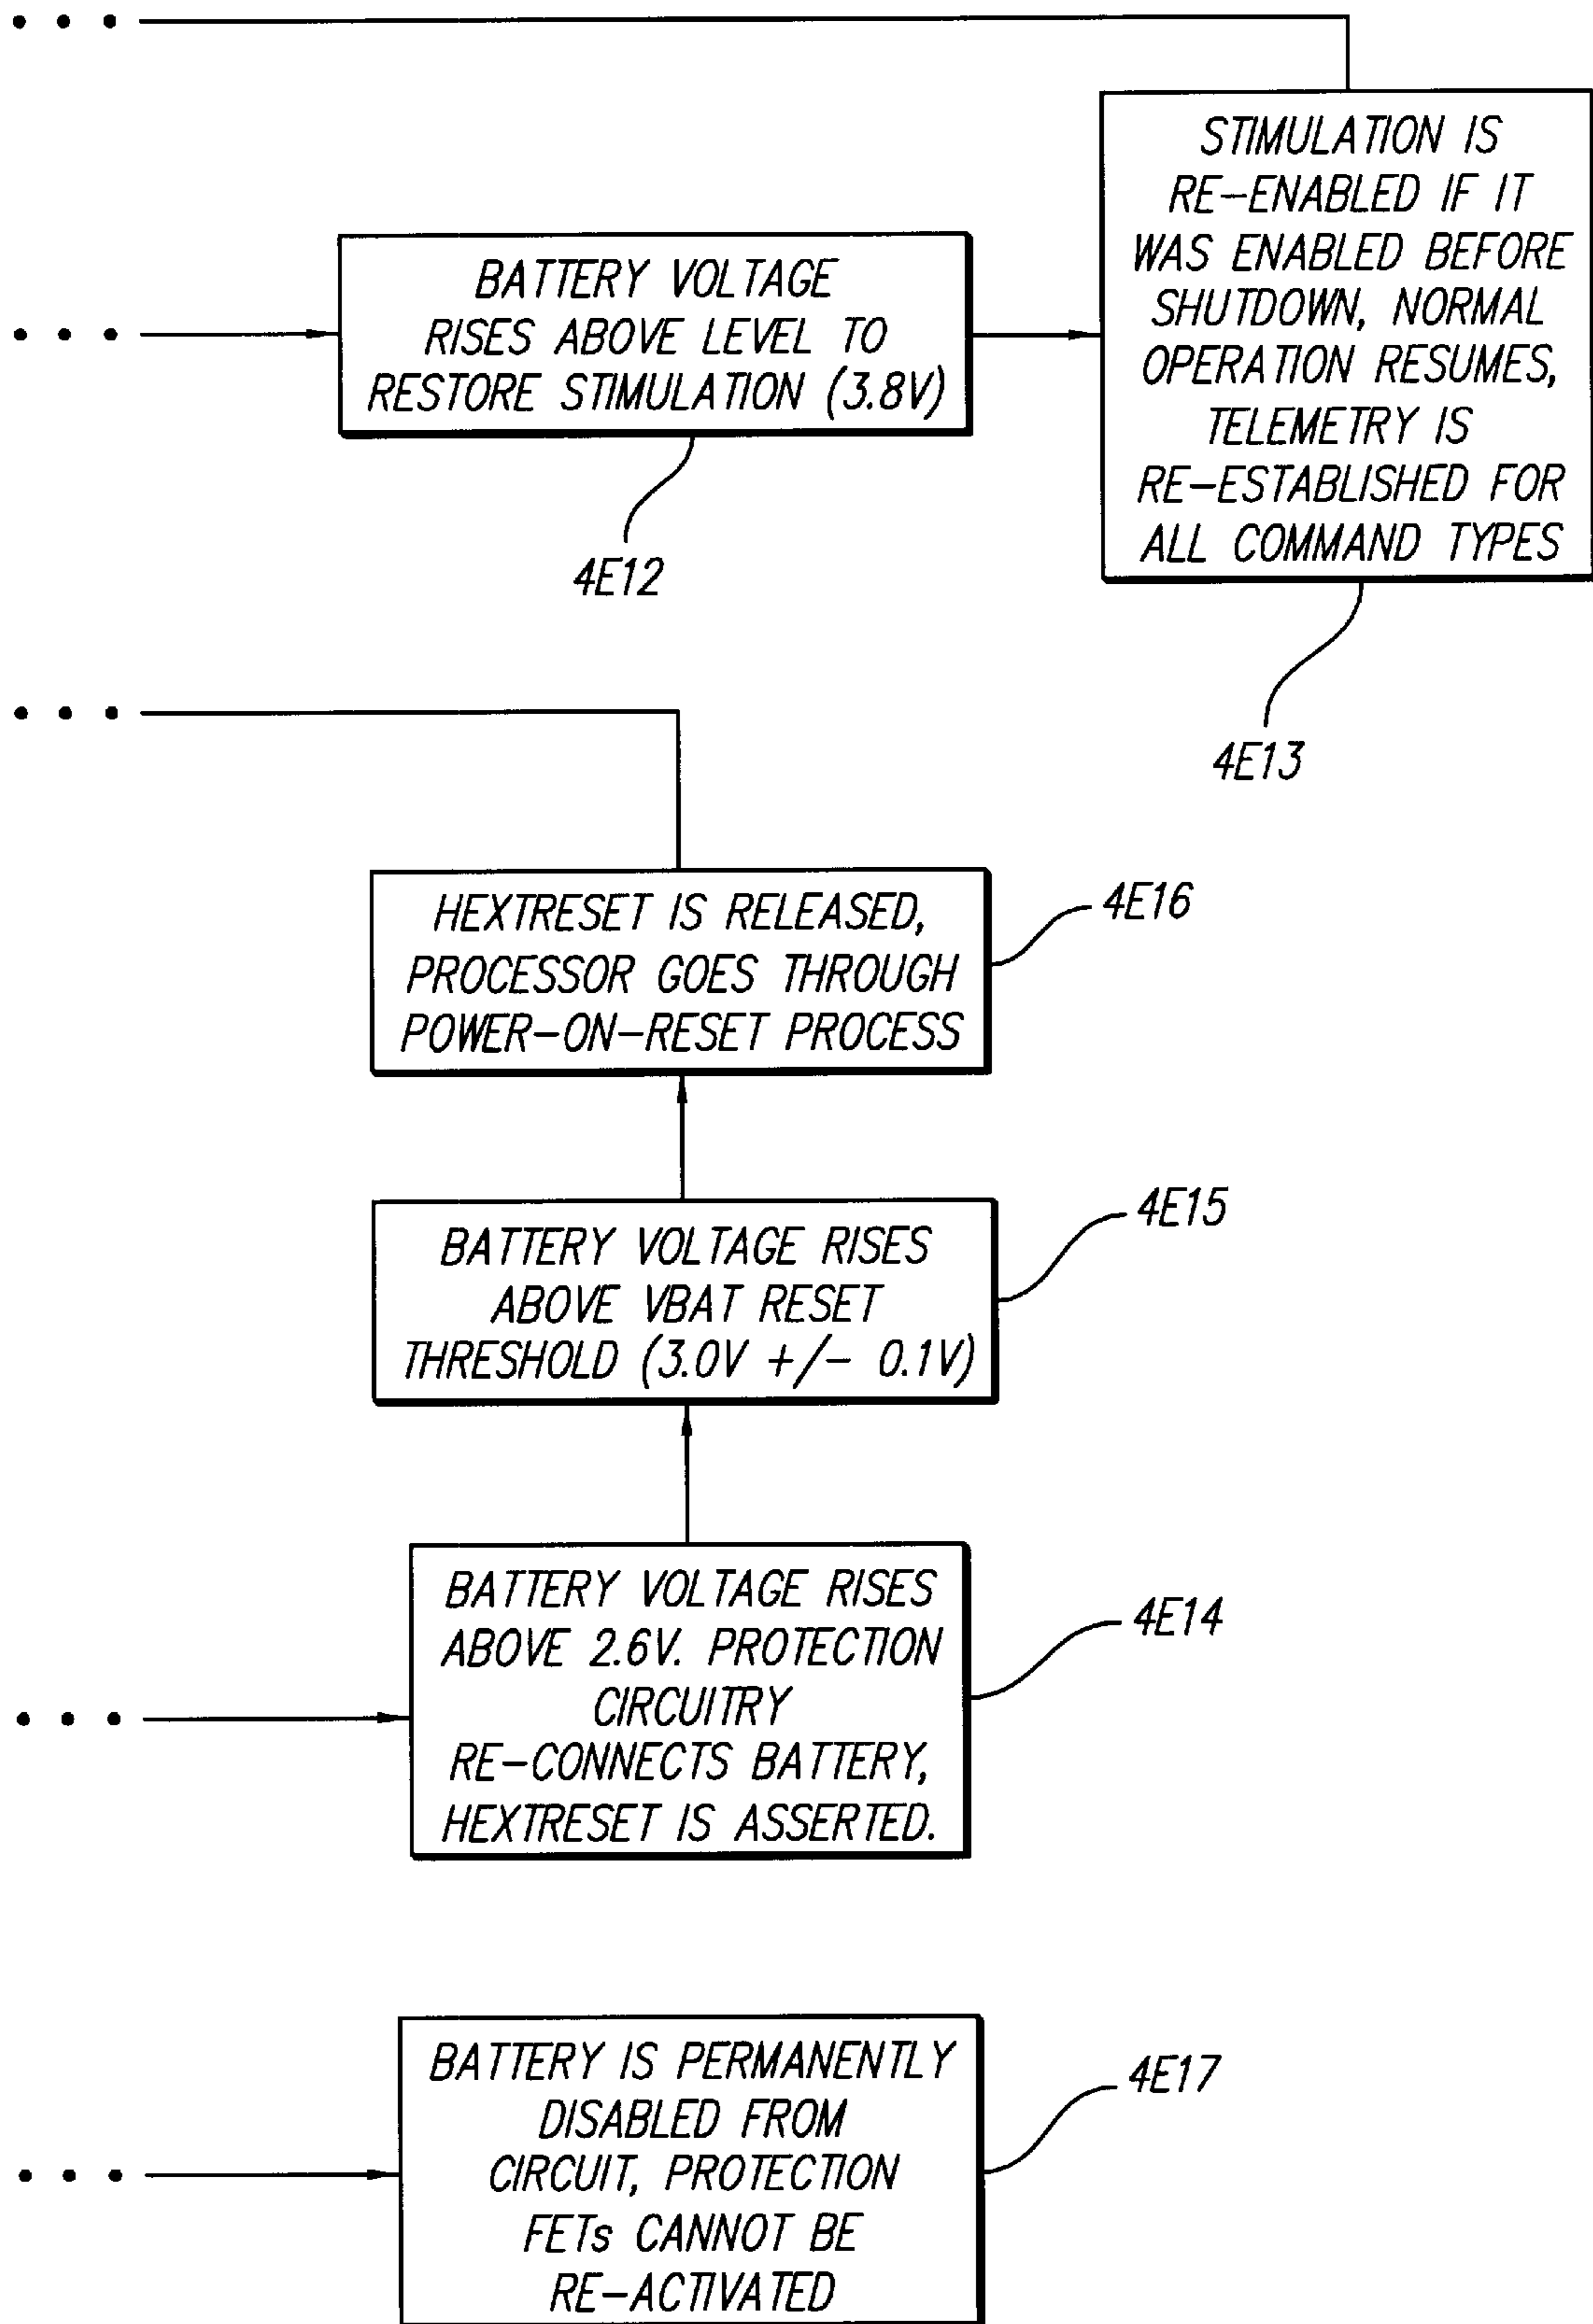 BATTERY VOLTAGE
RISES ABOVE LEVEL TO
RESTORE STIMULATION (3.8V)
4E12
STIMULATION IS
RE-ENABLED IF IT
WAS ENABLED BEFORE
SHUTDOWN, NORMAL
OPERATION RESUMES,
TELEMETRY IS
RE-ESTABLISHED FOR
ALL COMMAND TYPES
4E13
HEXTRESET IS RELEASED,
PROCESSOR GOES THROUGH
POWER-ON-RESET PROCESS
4E16
BATTERY VOLTAGE RISES
ABOVE VBAT RESET
THRESHOLD (3.0V +/- 0.1V)
4E15
BATTERY VOLTAGE RISES
ABOVE 2.6V. PROTECTION
CIRCUITRY
RE-CONNECTS BATTERY,
HEXTRESET IS ASSERTED.
4E14
BATTERY IS PERMANENTLY
DISABLED FROM
CIRCUIT, PROTECTION
FETs CANNOT BE
RE-ACTIVATED
4E17